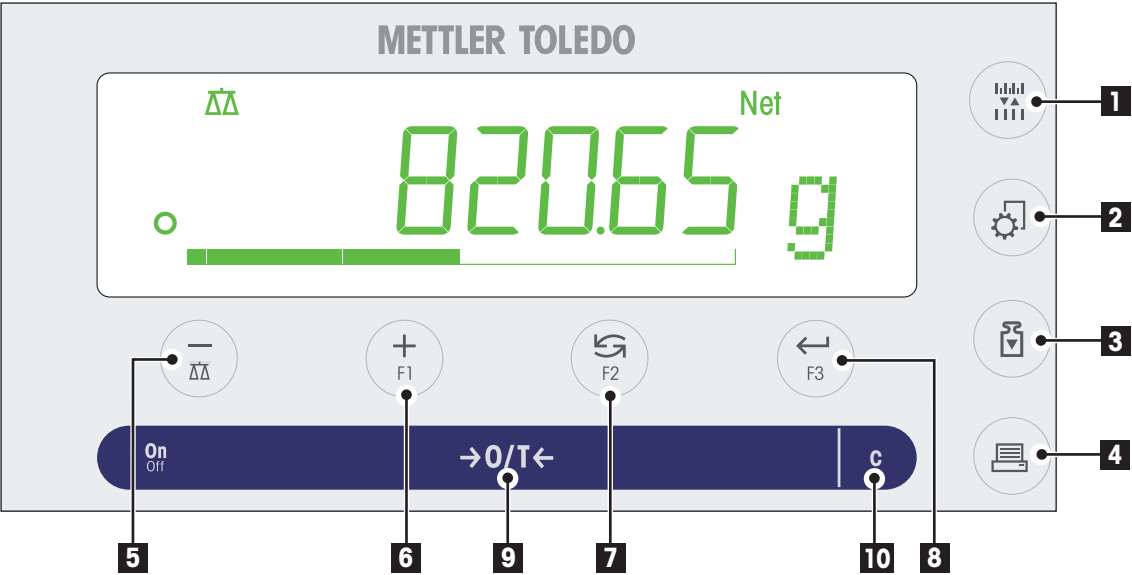 METTLER TOLEDO
Net
820.65 g
1
2
3
4
F1
F2
F3
On
Off
→0/T←
C
5
6
9
7
10
8